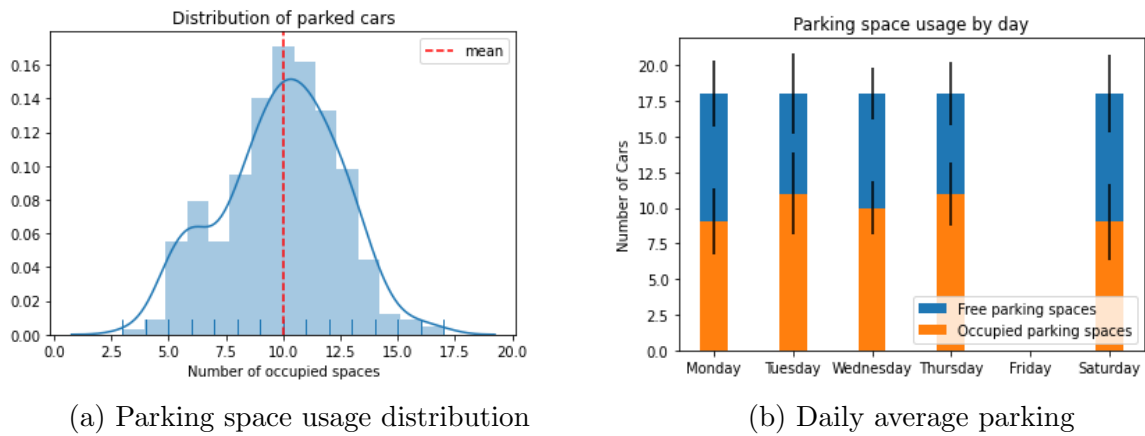 Distribution of parked cars
mean
0.16
0.14
0.12
0.10
0.08
0.06
0.04
0.02
0.00
0.0 2.5 5.0 7.5 10.0 12.5 15.0 17.5 20.0
Number of occupied spaces
(a) Parking space usage distribution
Parking space usage by day
Number of Cars
20.0
17.5
15.0
12.5
10.0
7.5
5.0
2.5
0.0
Free parking spaces
Occupied parking spaces
Monday Tuesday Wednesday Thursday Friday Saturday
(b) Daily average parking